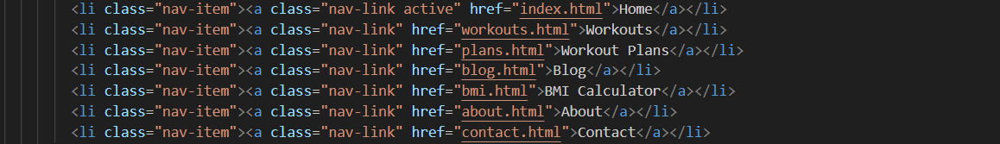 <li class="nav-item"><a class="nav-link active" href="index.html">Home</a></li>
<li class="nav-item"><a class="nav-link" href="workouts.html">Workouts</a></li>
<li class="nav-item"><a class="nav-link" href="plans.html">Workout Plans</a></li>
<li class="nav-item"><a class="nav-link" href="blog.html">Blog</a></li>
<li class="nav-item"><a class="nav-link" href="bmi.html">BMI Calculator</a></li>
<li class="nav-item"><a class="nav-link" href="about.html">About</a></li>
<li class="nav-item"><a class="nav-link" href="contact.html">Contact</a></li>